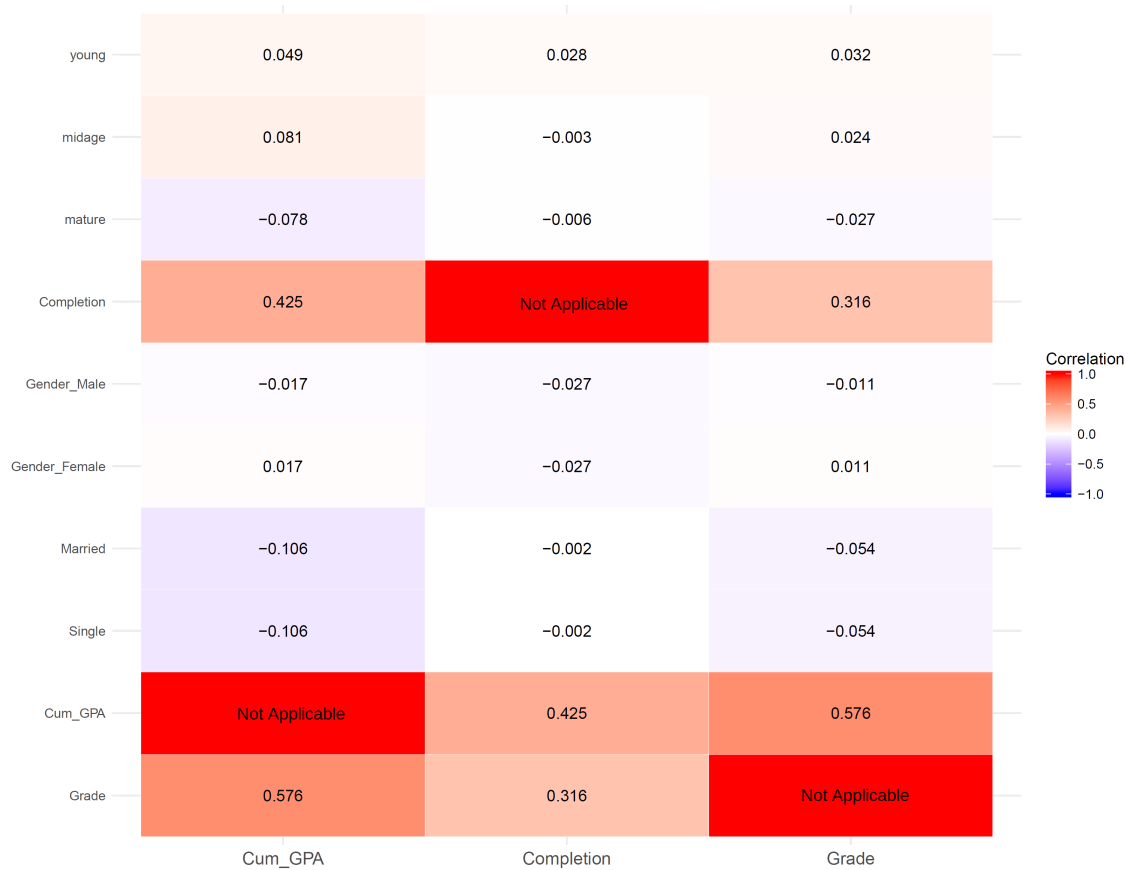 young 0.049 0.028 0.032
midage 0.081 −0.003 0.024
mature −0.078 −0.006 −0.027
Completion 0.425 Not Applicable 0.316
Gender_Male −0.017 −0.027 −0.011
Gender_Female 0.017 −0.027 0.011
Married −0.106 −0.002 −0.054
Single −0.106 −0.002 −0.054
Cum_GPA Not Applicable 0.425 0.576
Grade 0.576 0.316 Not Applicable
Cum_GPA Completion Grade
Correlation
1.0
0.5
0.0
−0.5
−1.0